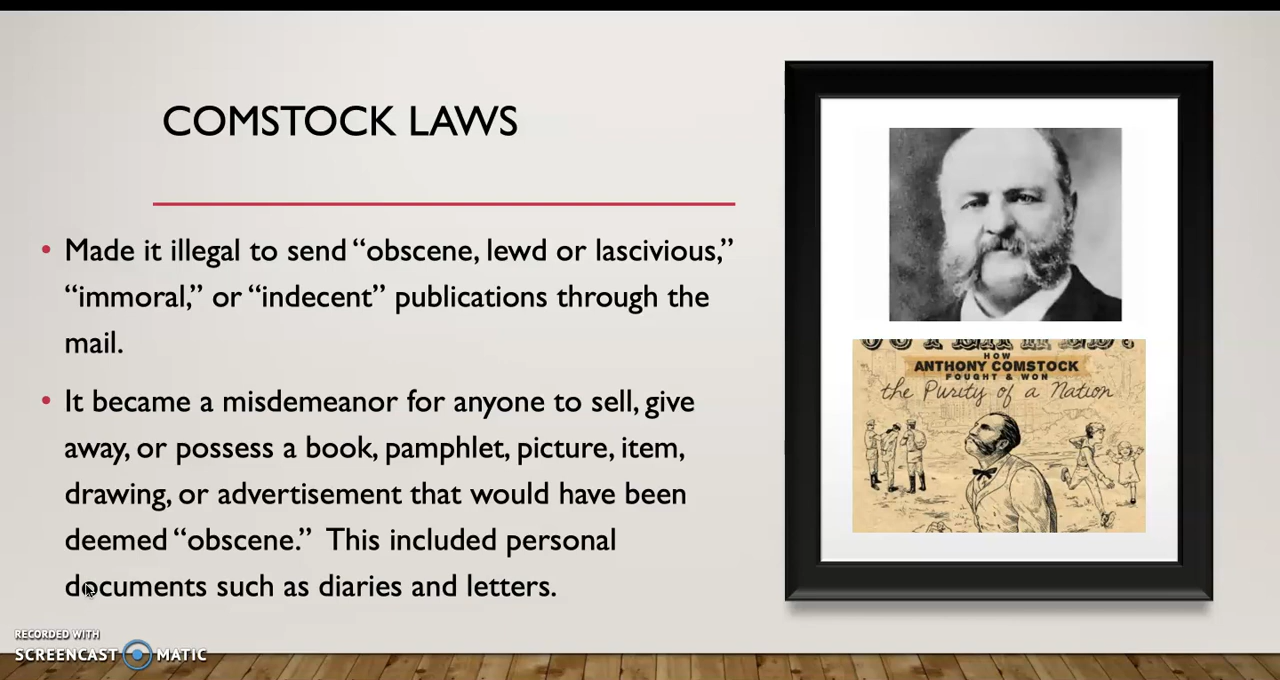 COMSTOCK LAWS
• Made it illegal to send “obscene, lewd or lascivious,”
“immoral,” or “indecent” publications through the
mail.
• It became a misdemeanor for anyone to sell, give
away, or possess a book, pamphlet, picture, item,
drawing, or advertisement that would have been
deemed “obscene.” This included personal
documents such as diaries and letters.
HOW
ANTHONY COMSTOCK
FOUGHT & WON
the Purity of a Nation
RECORDED WITH
SCREENCAST MATIC